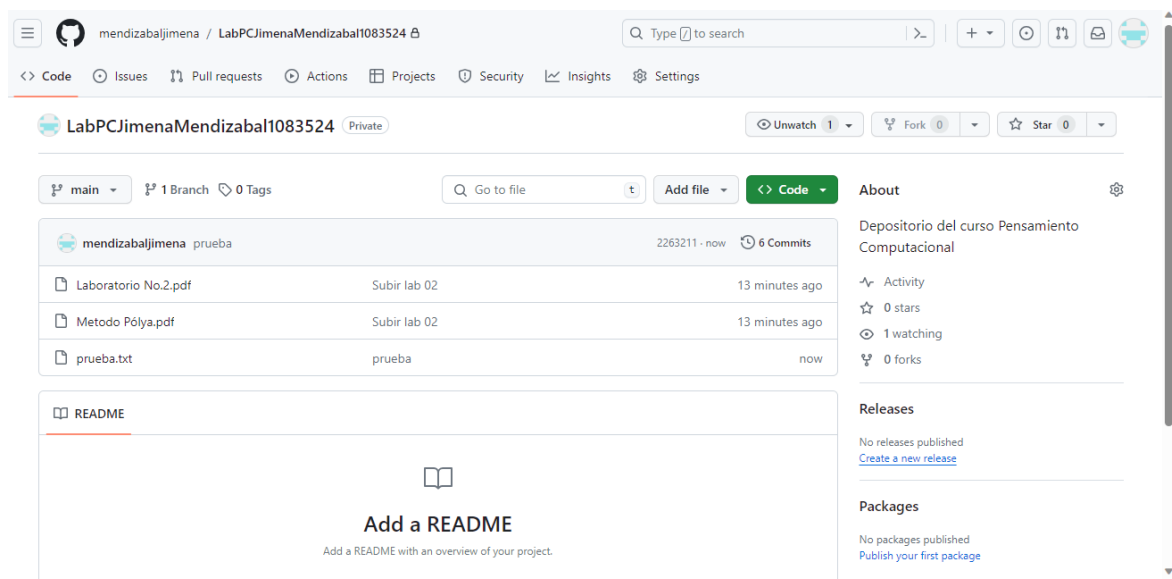 mendizabaljimena / LabPCJimenaMendizabal1083524
Type / to search
Code Issues Pull requests Actions Projects Security Insights Settings
LabPCJimenaMendizabal1083524 Private
Unwatch 1 Fork 0 Star 0
main 1 Branch 0 Tags
Go to file t Add file <> Code
mendizabaljimena prueba 2263211 · now 6 Commits
Laboratorio No.2.pdf Subir lab 02 13 minutes ago
Metodo Pólya.pdf Subir lab 02 13 minutes ago
prueba.txt prueba now
README
Add a README
Add a README with an overview of your project.
About
Depositorio del curso Pensamiento
Computacional
Activity
0 stars
1 watching
0 forks
Releases
No releases published
Create a new release
Packages
No packages published
Publish your first package